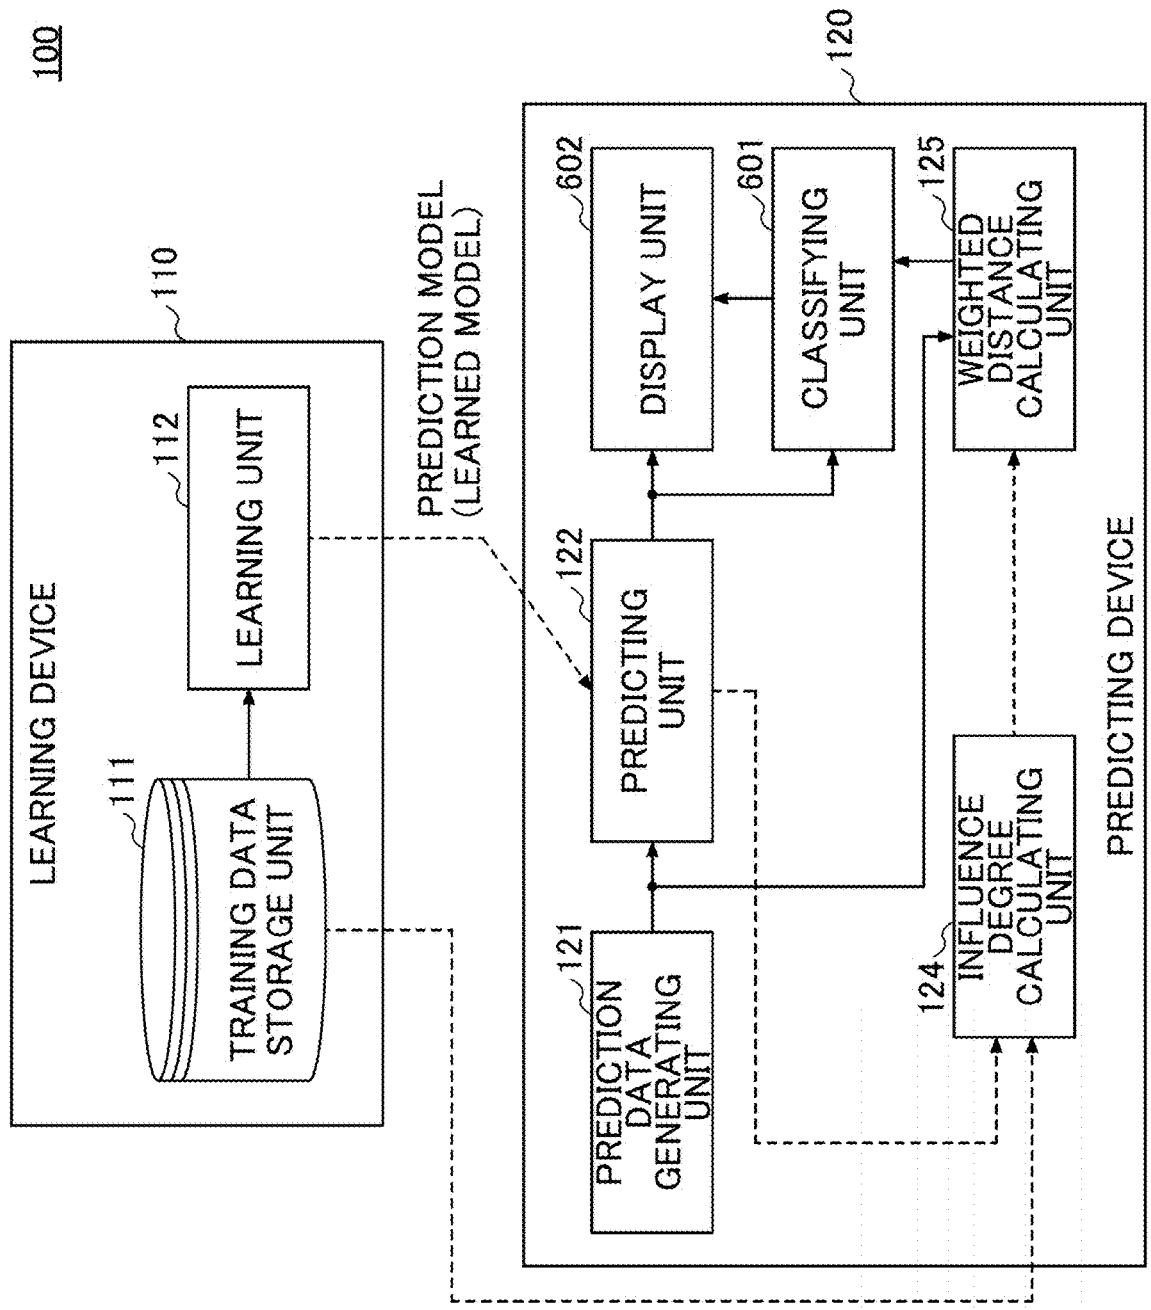 100
110
LEARNING DEVICE
111
TRAINING DATA
STORAGE UNIT
112
LEARNING UNIT
PREDICTION MODEL
(LEARNED MODEL)
120
121
PREDICTION
DATA
GENERATING
UNIT
122
PREDICTING
UNIT
602
DISPLAY UNIT
601
CLASSIFYING
UNIT
124
INFLUENCE
DEGREE
CALCULATING
UNIT
125
WEIGHTED
DISTANCE
CALCULATING
UNIT
PREDICTING DEVICE